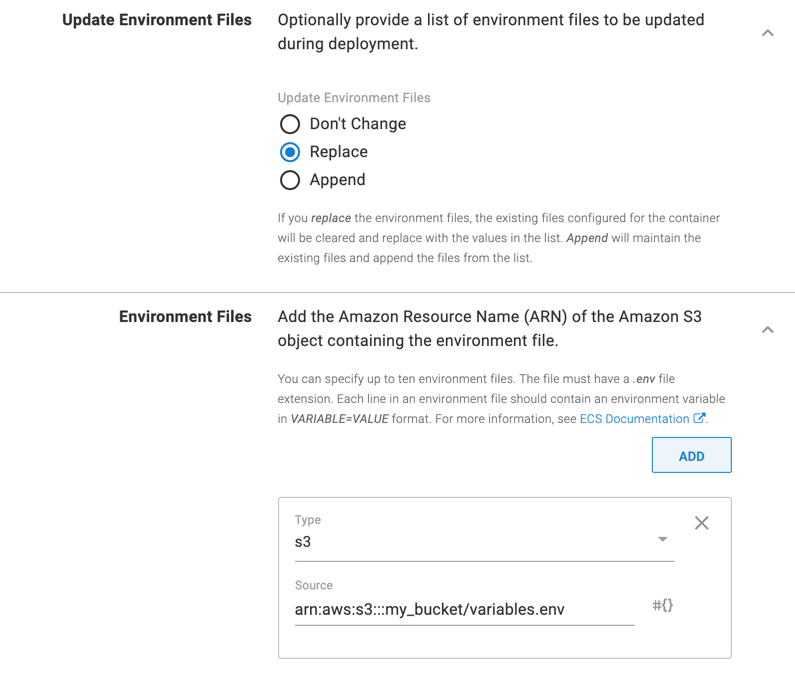 Update Environment Files
Optionally provide a list of environment files to be updated
during deployment.
Update Environment Files
Don't Change
Replace
Append
If you replace the environment files, the existing files configured for the container
will be cleared and replace with the values in the list. Append will maintain the
existing files and append the files from the list.
Environment Files
Add the Amazon Resource Name (ARN) of the Amazon S3
object containing the environment file.
You can specify up to ten environment files. The file must have a .env file
extension. Each line in an environment file should contain an environment variable
in VARIABLE=VALUE format. For more information, see ECS Documentation.
ADD
Type
s3
Source
arn:aws:s3:::my_bucket/variables.env
#{}